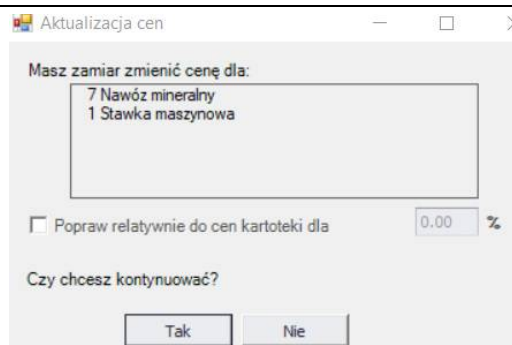 Aktualizacja cen
Masz zamiar zmienić cenę dla:
7 Nawóz mineralny
1 Stawka maszynowa
Popraw relatywnie do cen kartoteki dla 0.00 %
Czy chcesz kontynuować?
Tak Nie